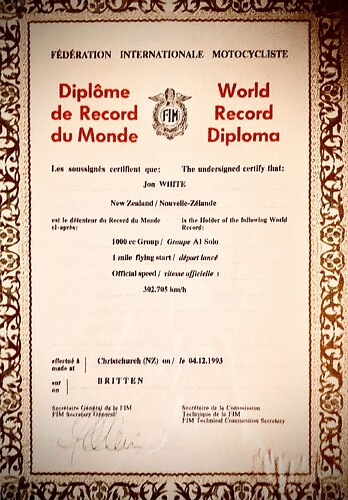 FÉDÉRATION INTERNATIONALE MOTOCYCLISTE
Diplôme
de Record
du Monde
FIM
World
Record
Diploma
Les soussignés certifient que: The undersigned certify that:
Jon WHITE
New Zealand / Nouvelle-Zélande
est le détenteur du Record du Monde
ci-après:
is the Holder of the following World
Record:
1000 cc Group / Groupe A1 Solo
1 mile flying start / départ lancé
Official speed / vitesse officielle :
302.705 km/h
effectué à
made at
Christchurch (NZ) on / le 04.12.1993
sur
on
BRITTEN
Secrétaire Général de la FIM
FIM Secretary General
Secrétaire de la Commission
Technique de la FIM
FIM Technical Commission Secretary